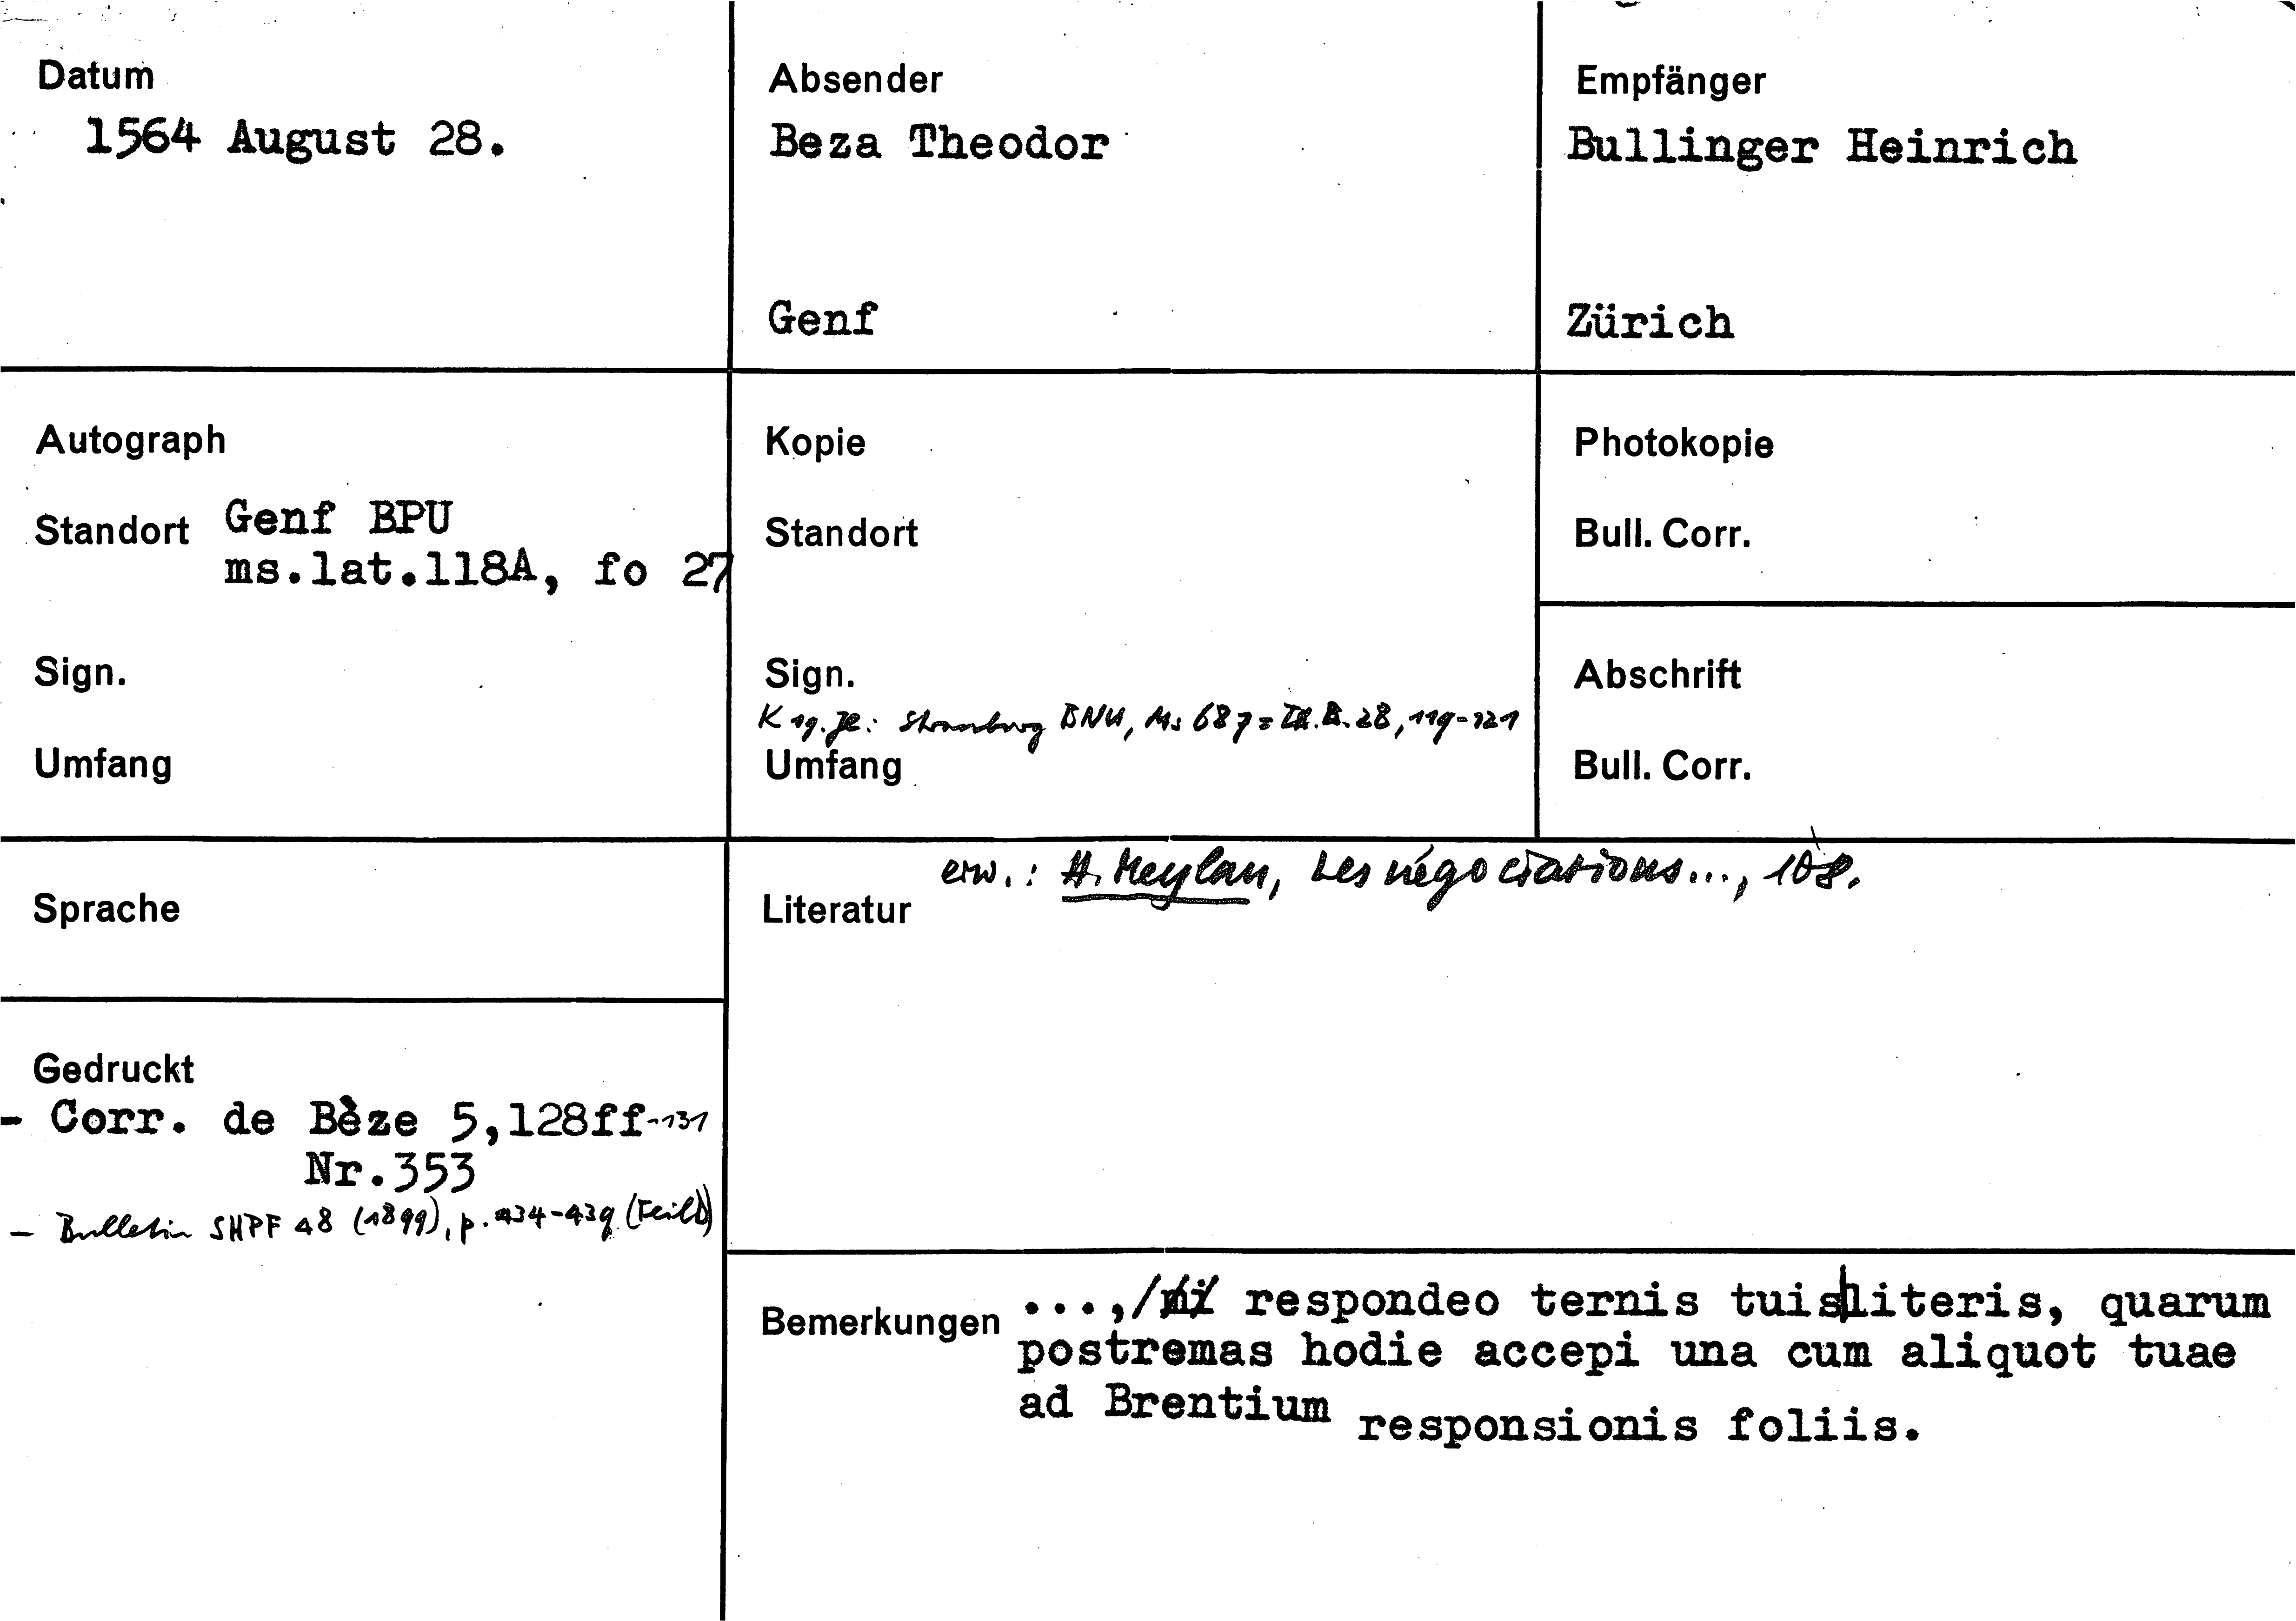 Datum
1564 August 28.
Absender
Beza Theodor
Genf
Empfänger
Bullinger Heinrich
Zürich
Autograph
Standort Genf BPU
ms.lat.118A, fo 27
Sign.
Umfang
Kopie
Standort
Sign.
K 19. Jh.: Strassburg BNU, Ms 687 = 28, 119-121
Umfang
Photokopie
Bull. Corr.
Abschrift
Bull. Corr.
Sprache
Gedruckt
- Corr. de Bèze 5,128ff-131
Nr.353
- Bulletin SHPF 48 (1899), p. 434-439 (Teild)
erw.: H. Meylan, Les négociations..., 108.
Literatur
Bemerkungen ...,/ respondeo ternis tuis literis, quarum
postremas hodie accepi una cum aliquot tuae
ad Brentium responsionis foliis.